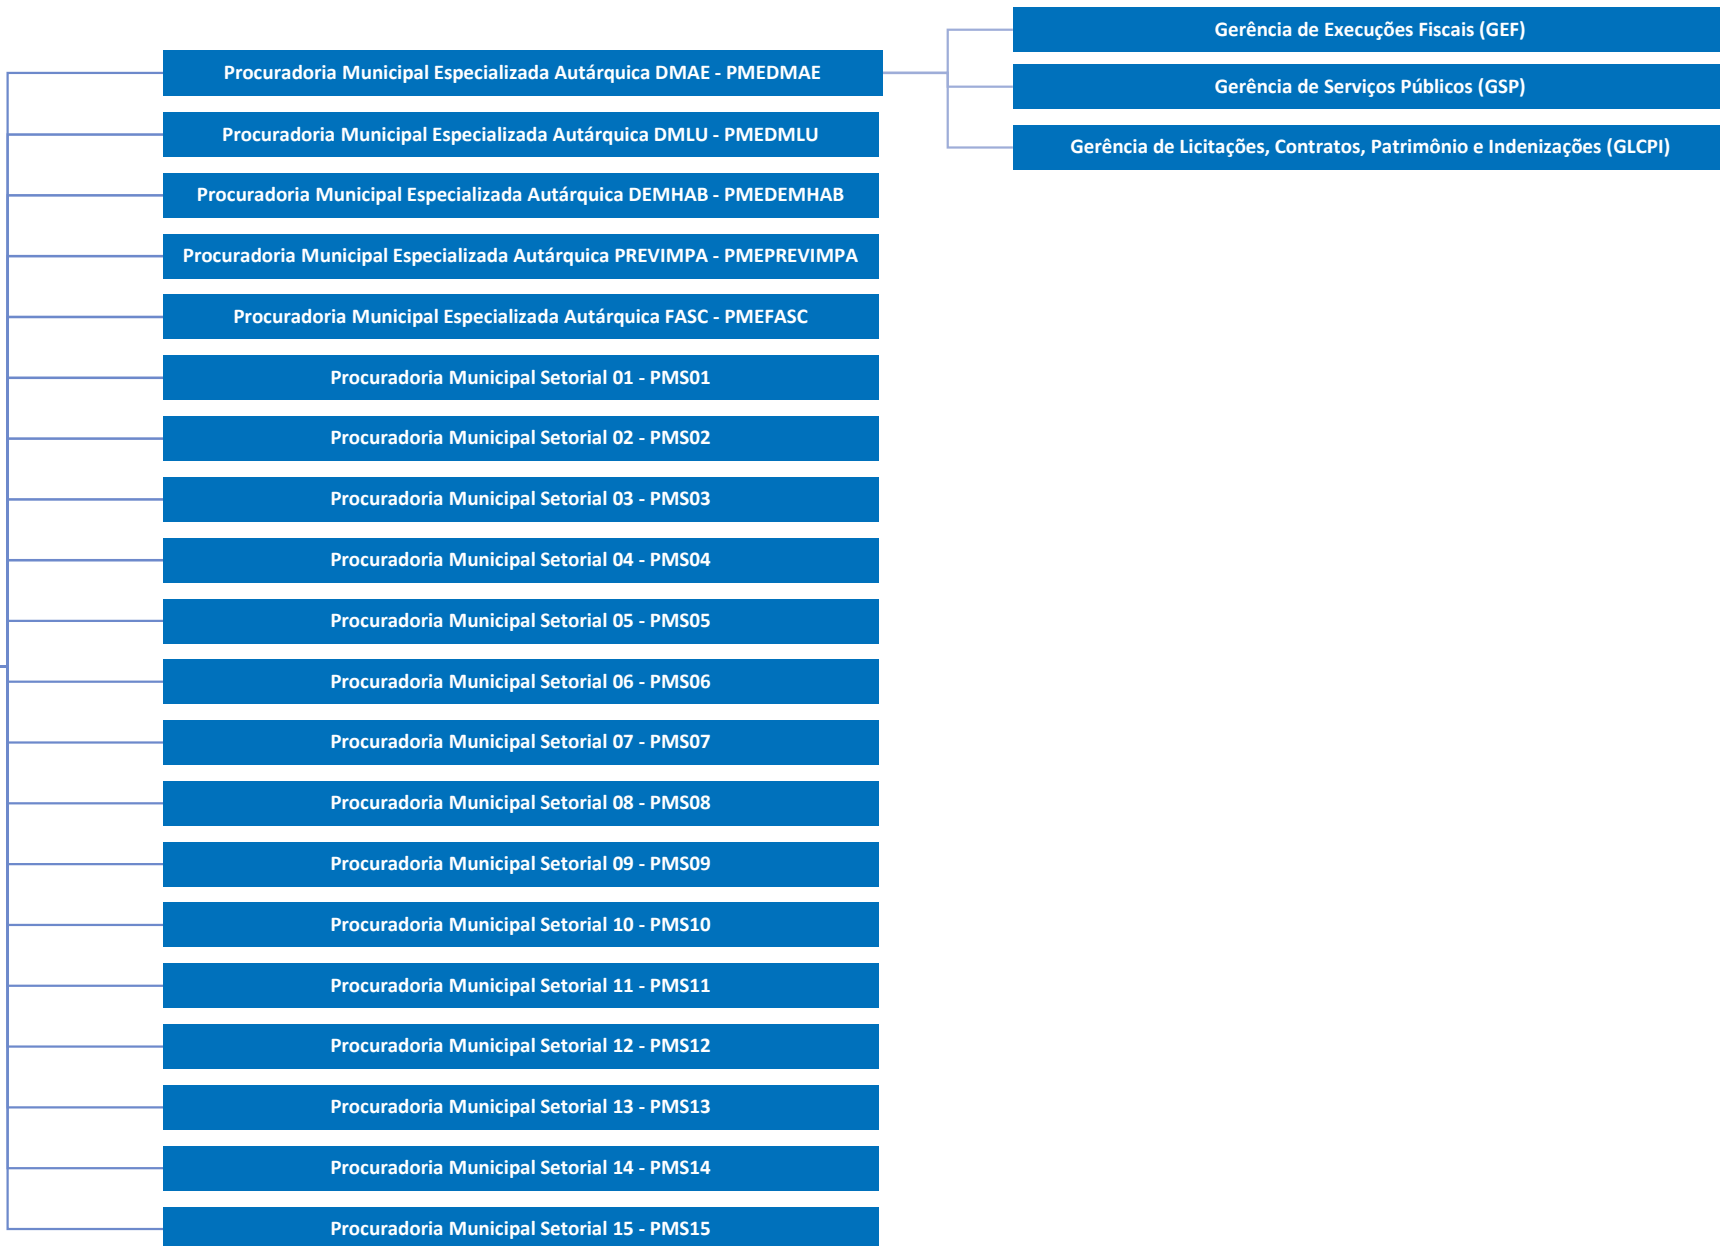 Procuradoria Municipal Especializada Autárquica DMAE - PMEDMAE
Gerência de Execuções Fiscais (GEF)
Gerência de Serviços Públicos (GSP)
Gerência de Licitações, Contratos, Patrimônio e Indenizações (GLCPI)
Procuradoria Municipal Especializada Autárquica DMLU - PMEDMLU
Procuradoria Municipal Especializada Autárquica DEMHAB - PMEDEMHAB
Procuradoria Municipal Especializada Autárquica PREVIMPA - PMEPREVIMPA
Procuradoria Municipal Especializada Autárquica FASC - PMEFASC
Procuradoria Municipal Setorial 01 - PMS01
Procuradoria Municipal Setorial 02 - PMS02
Procuradoria Municipal Setorial 03 - PMS03
Procuradoria Municipal Setorial 04 - PMS04
Procuradoria Municipal Setorial 05 - PMS05
Procuradoria Municipal Setorial 06 - PMS06
Procuradoria Municipal Setorial 07 - PMS07
Procuradoria Municipal Setorial 08 - PMS08
Procuradoria Municipal Setorial 09 - PMS09
Procuradoria Municipal Setorial 10 - PMS10
Procuradoria Municipal Setorial 11 - PMS11
Procuradoria Municipal Setorial 12 - PMS12
Procuradoria Municipal Setorial 13 - PMS13
Procuradoria Municipal Setorial 14 - PMS14
Procuradoria Municipal Setorial 15 - PMS15